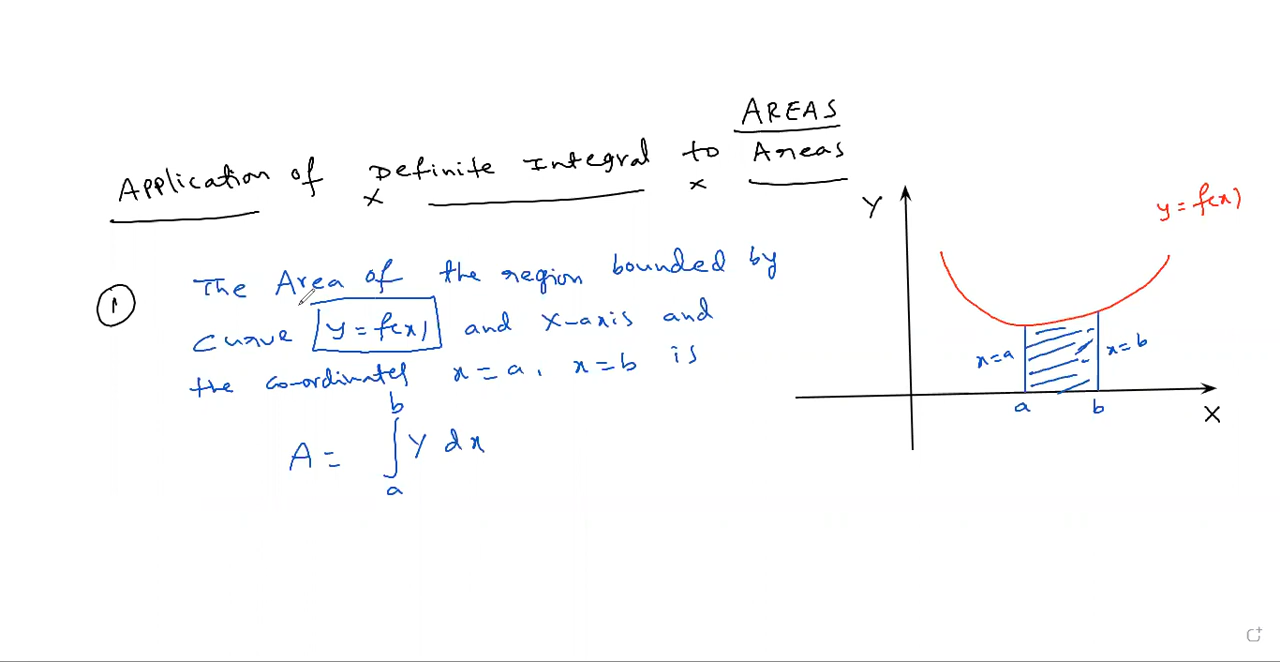 AREAS
Application of Definite Integral to Areas
x x
① The Area of the region bounded by
curve y = f(x) and x-axis and
the co-ordinates x = a, x = b is
A = ∫ₐᵇ y dx
Y
y = f(x)
x=a
x=b
a b
X